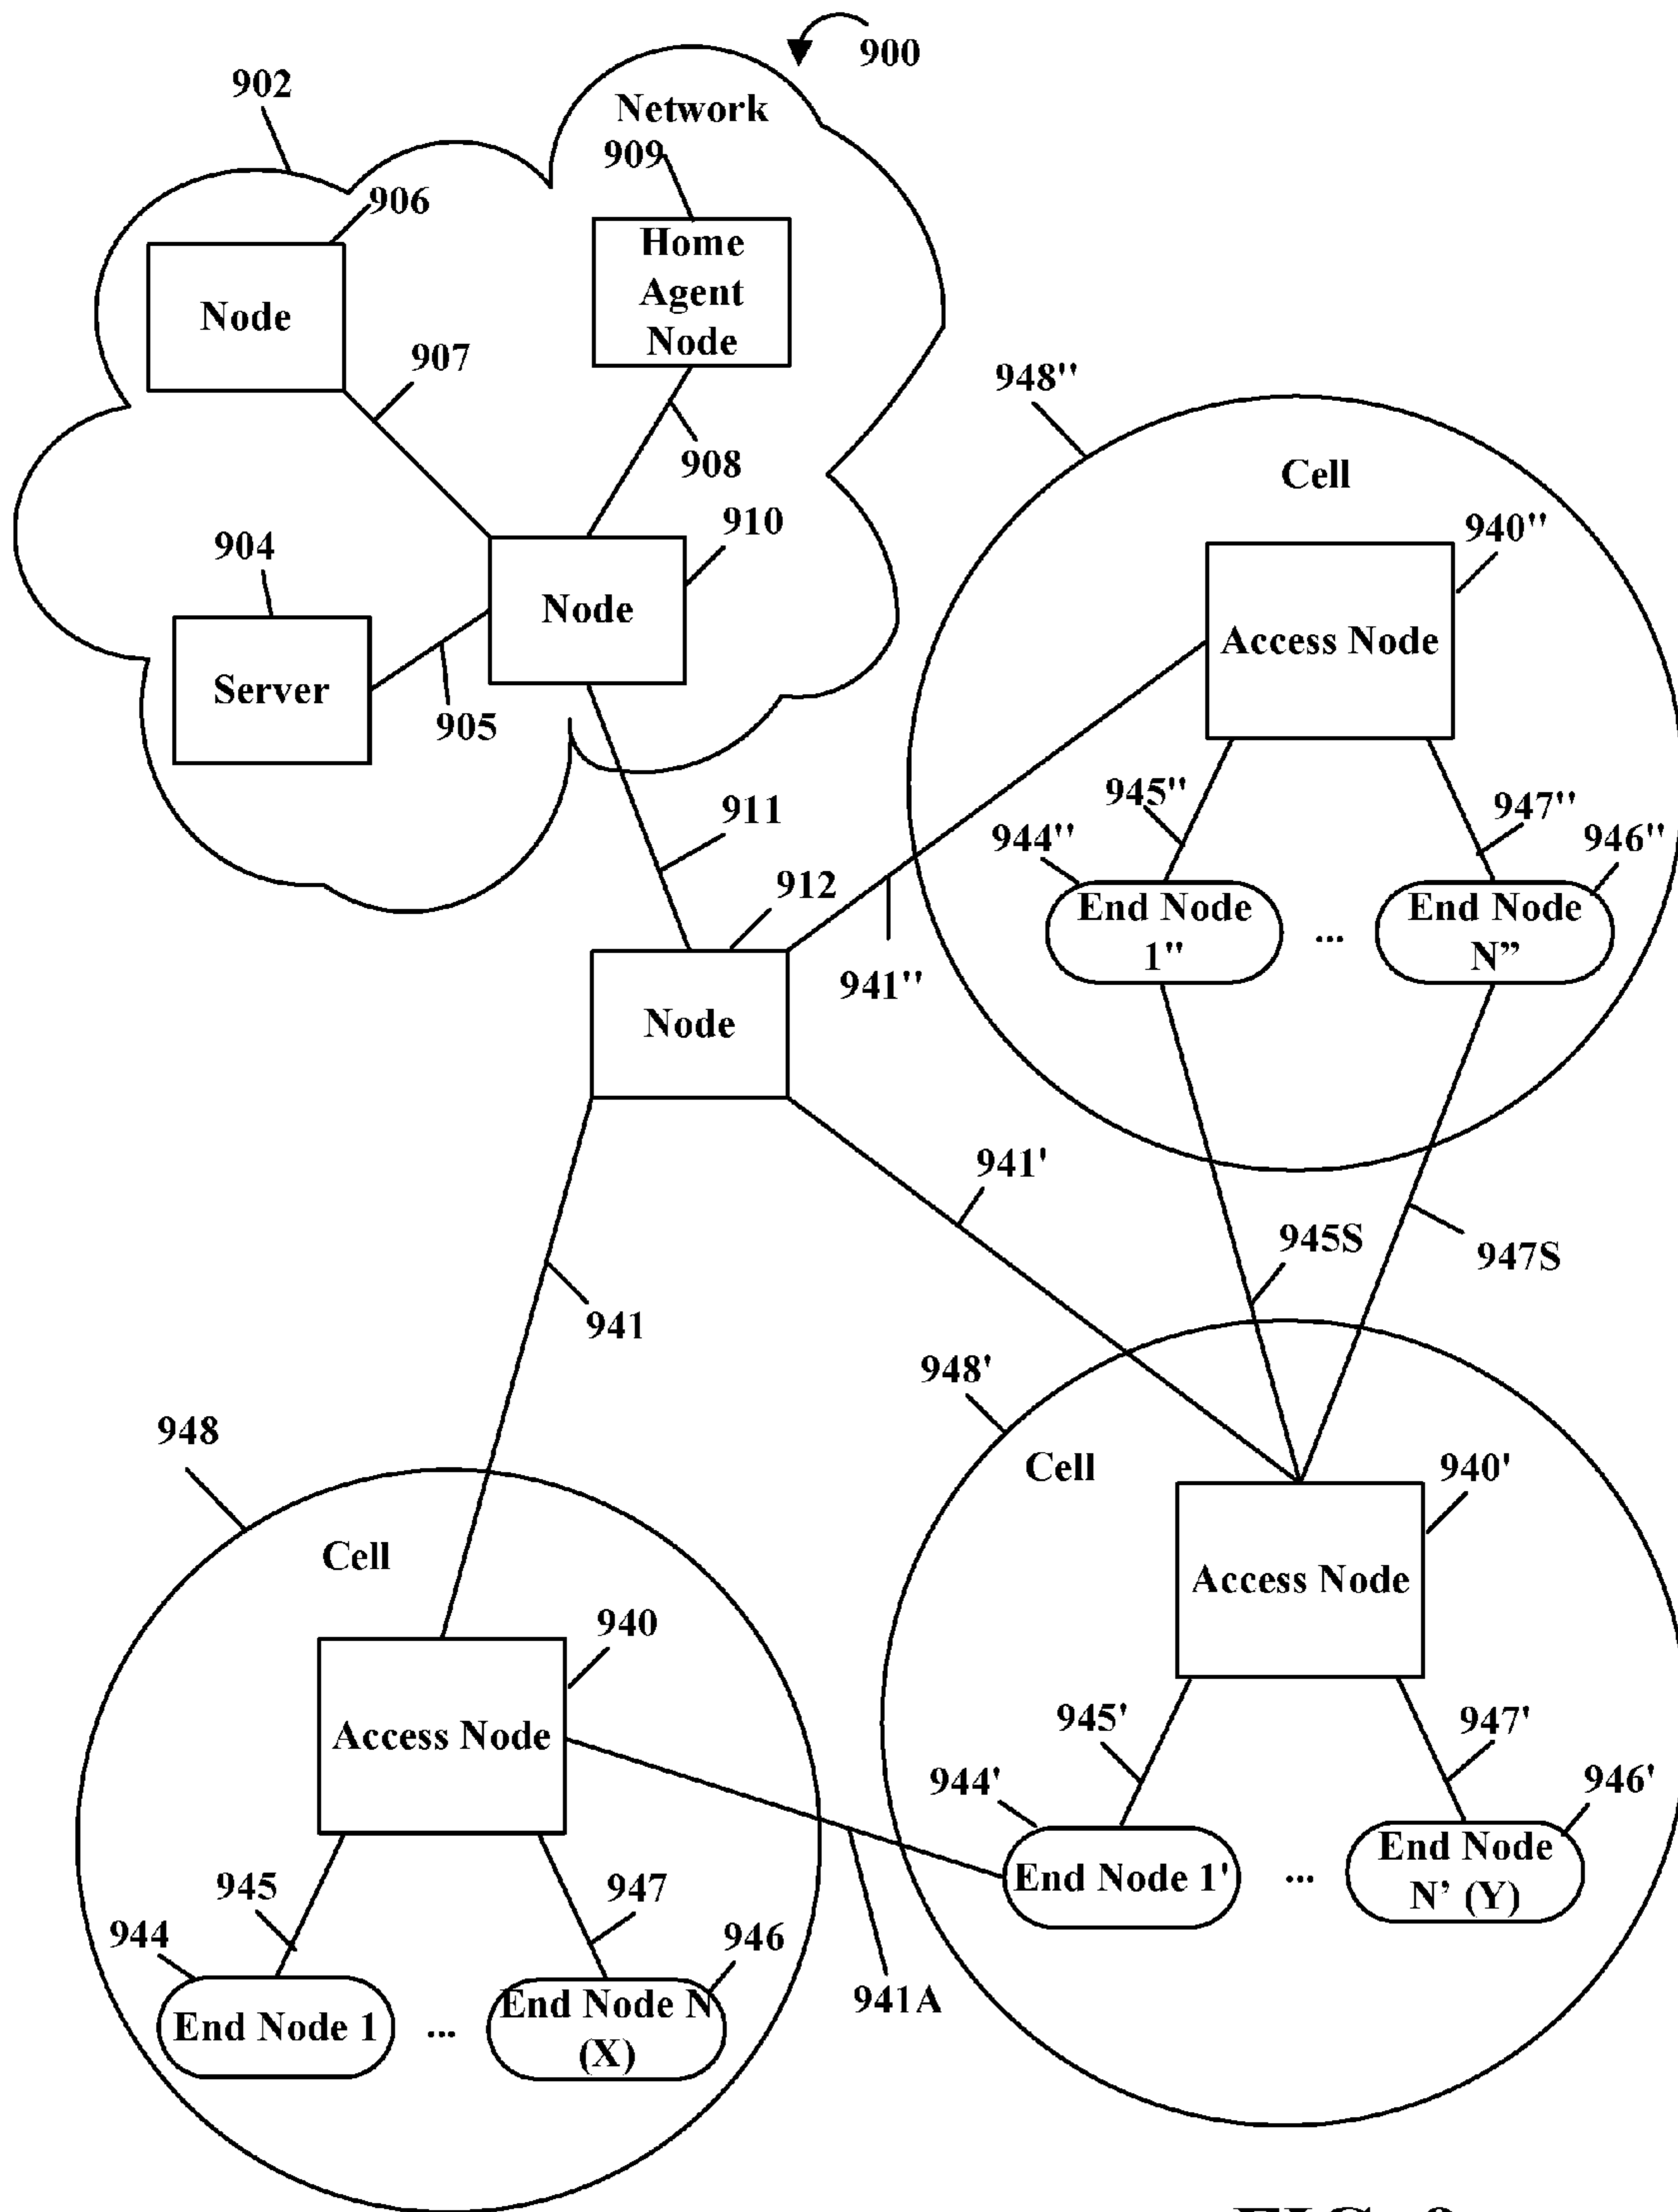 900
902
Network
909
906
Home
Agent
Node
Node
907
948"
908
Cell
910
940"
904
Node
Access Node
Server
905
945"
947"
911
944"
946"
912
End Node
1"
...
End Node
N”
941"
Node
941'
945S
947S
941
948'
948
Cell
940'
Cell
Access Node
940
Access Node
945'
947'
944'
946'
End Node 1'
...
End Node
N’ (Y)
945
947
944
946
941A
End Node 1
...
End Node N
(X)